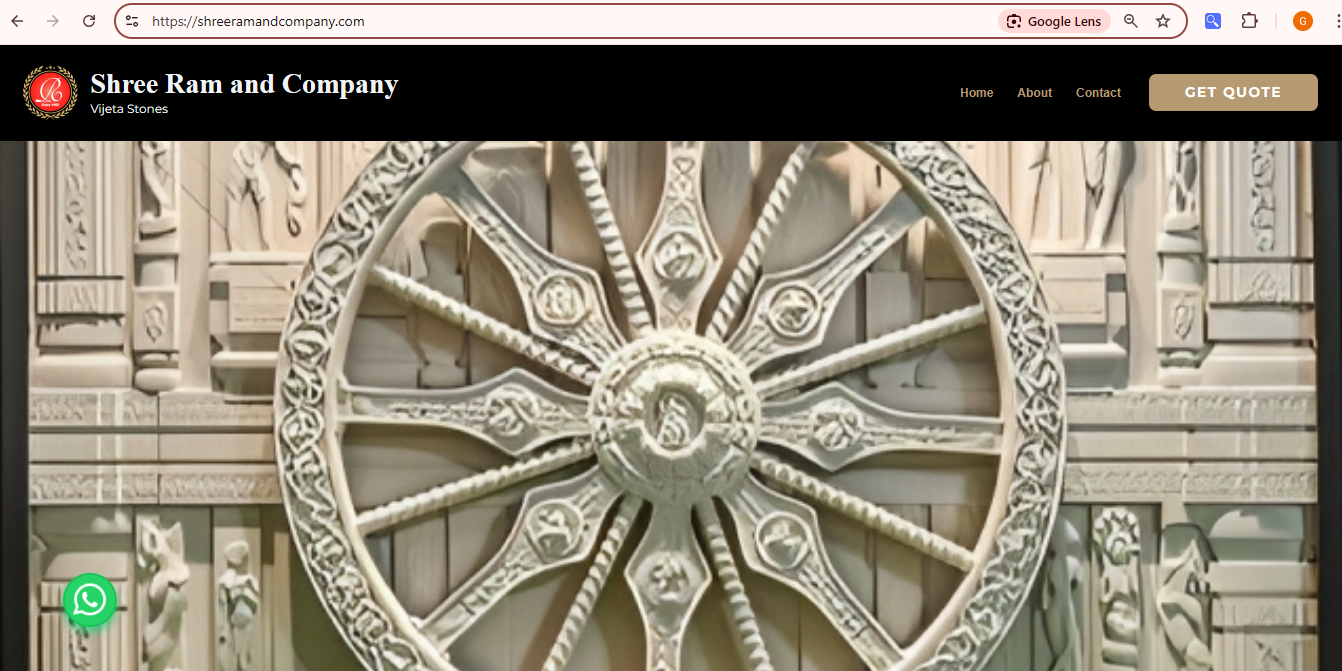 https://shreeramandcompany.com
Google Lens
G
Shree Ram and Company
Vijeta Stones
Home
About
Contact
GET QUOTE